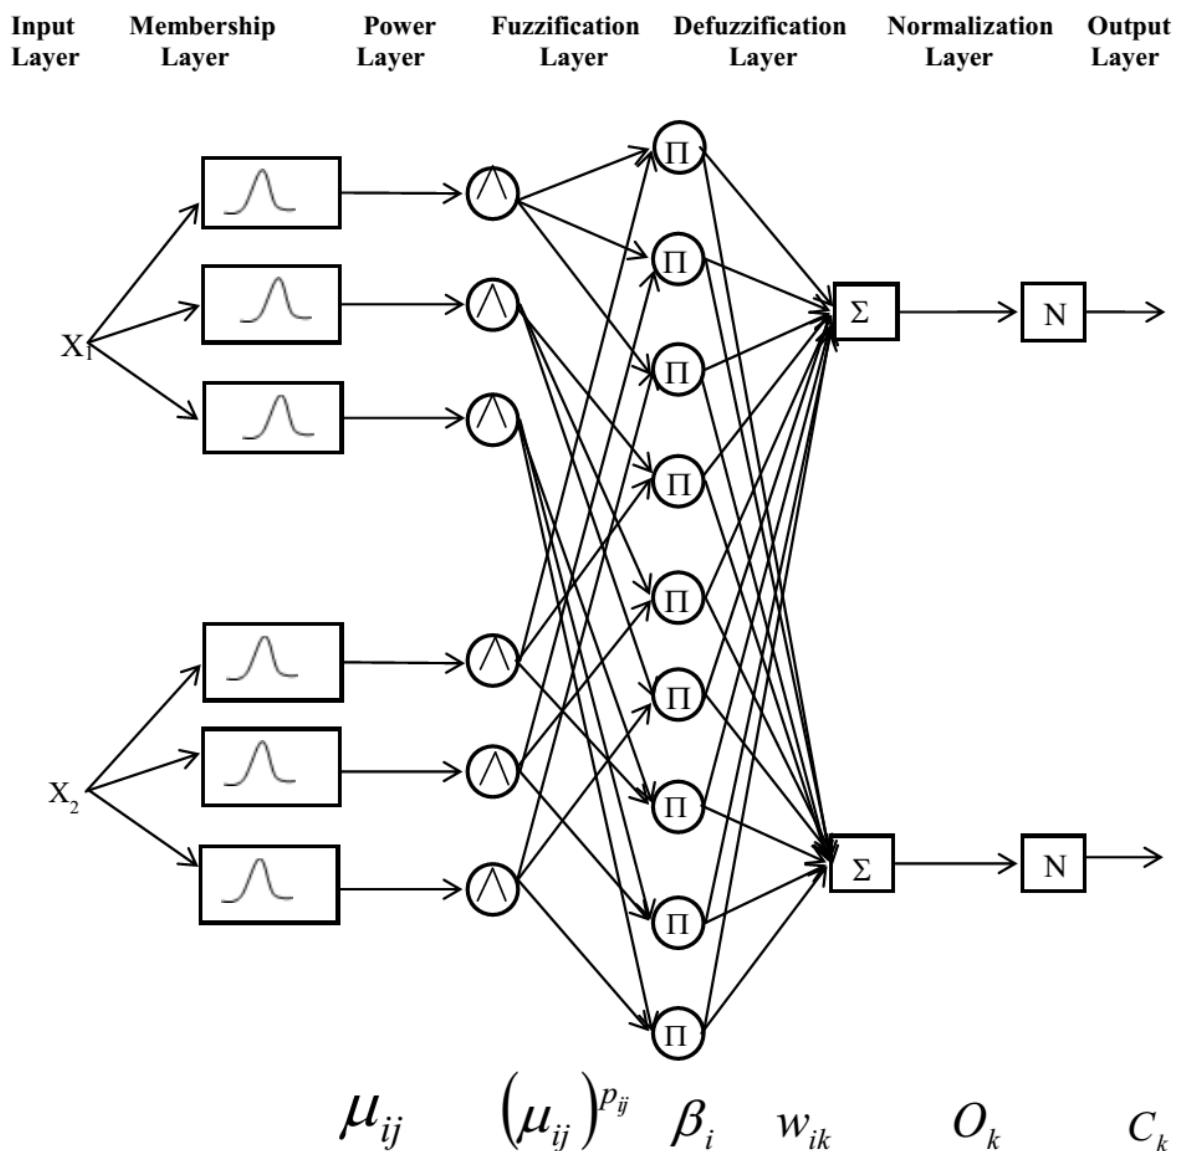 Input Membership Power Fuzzification Defuzzification Normalization Output
Layer Layer Layer Layer Layer Layer Layer
Π
Π
Σ N
X₁
Π
Π
Π
Π
X₂
Π
Σ N
Π
Π
μᵢⱼ (μᵢⱼ)^pᵢⱼ βᵢ wᵢₖ Oₖ Cₖ